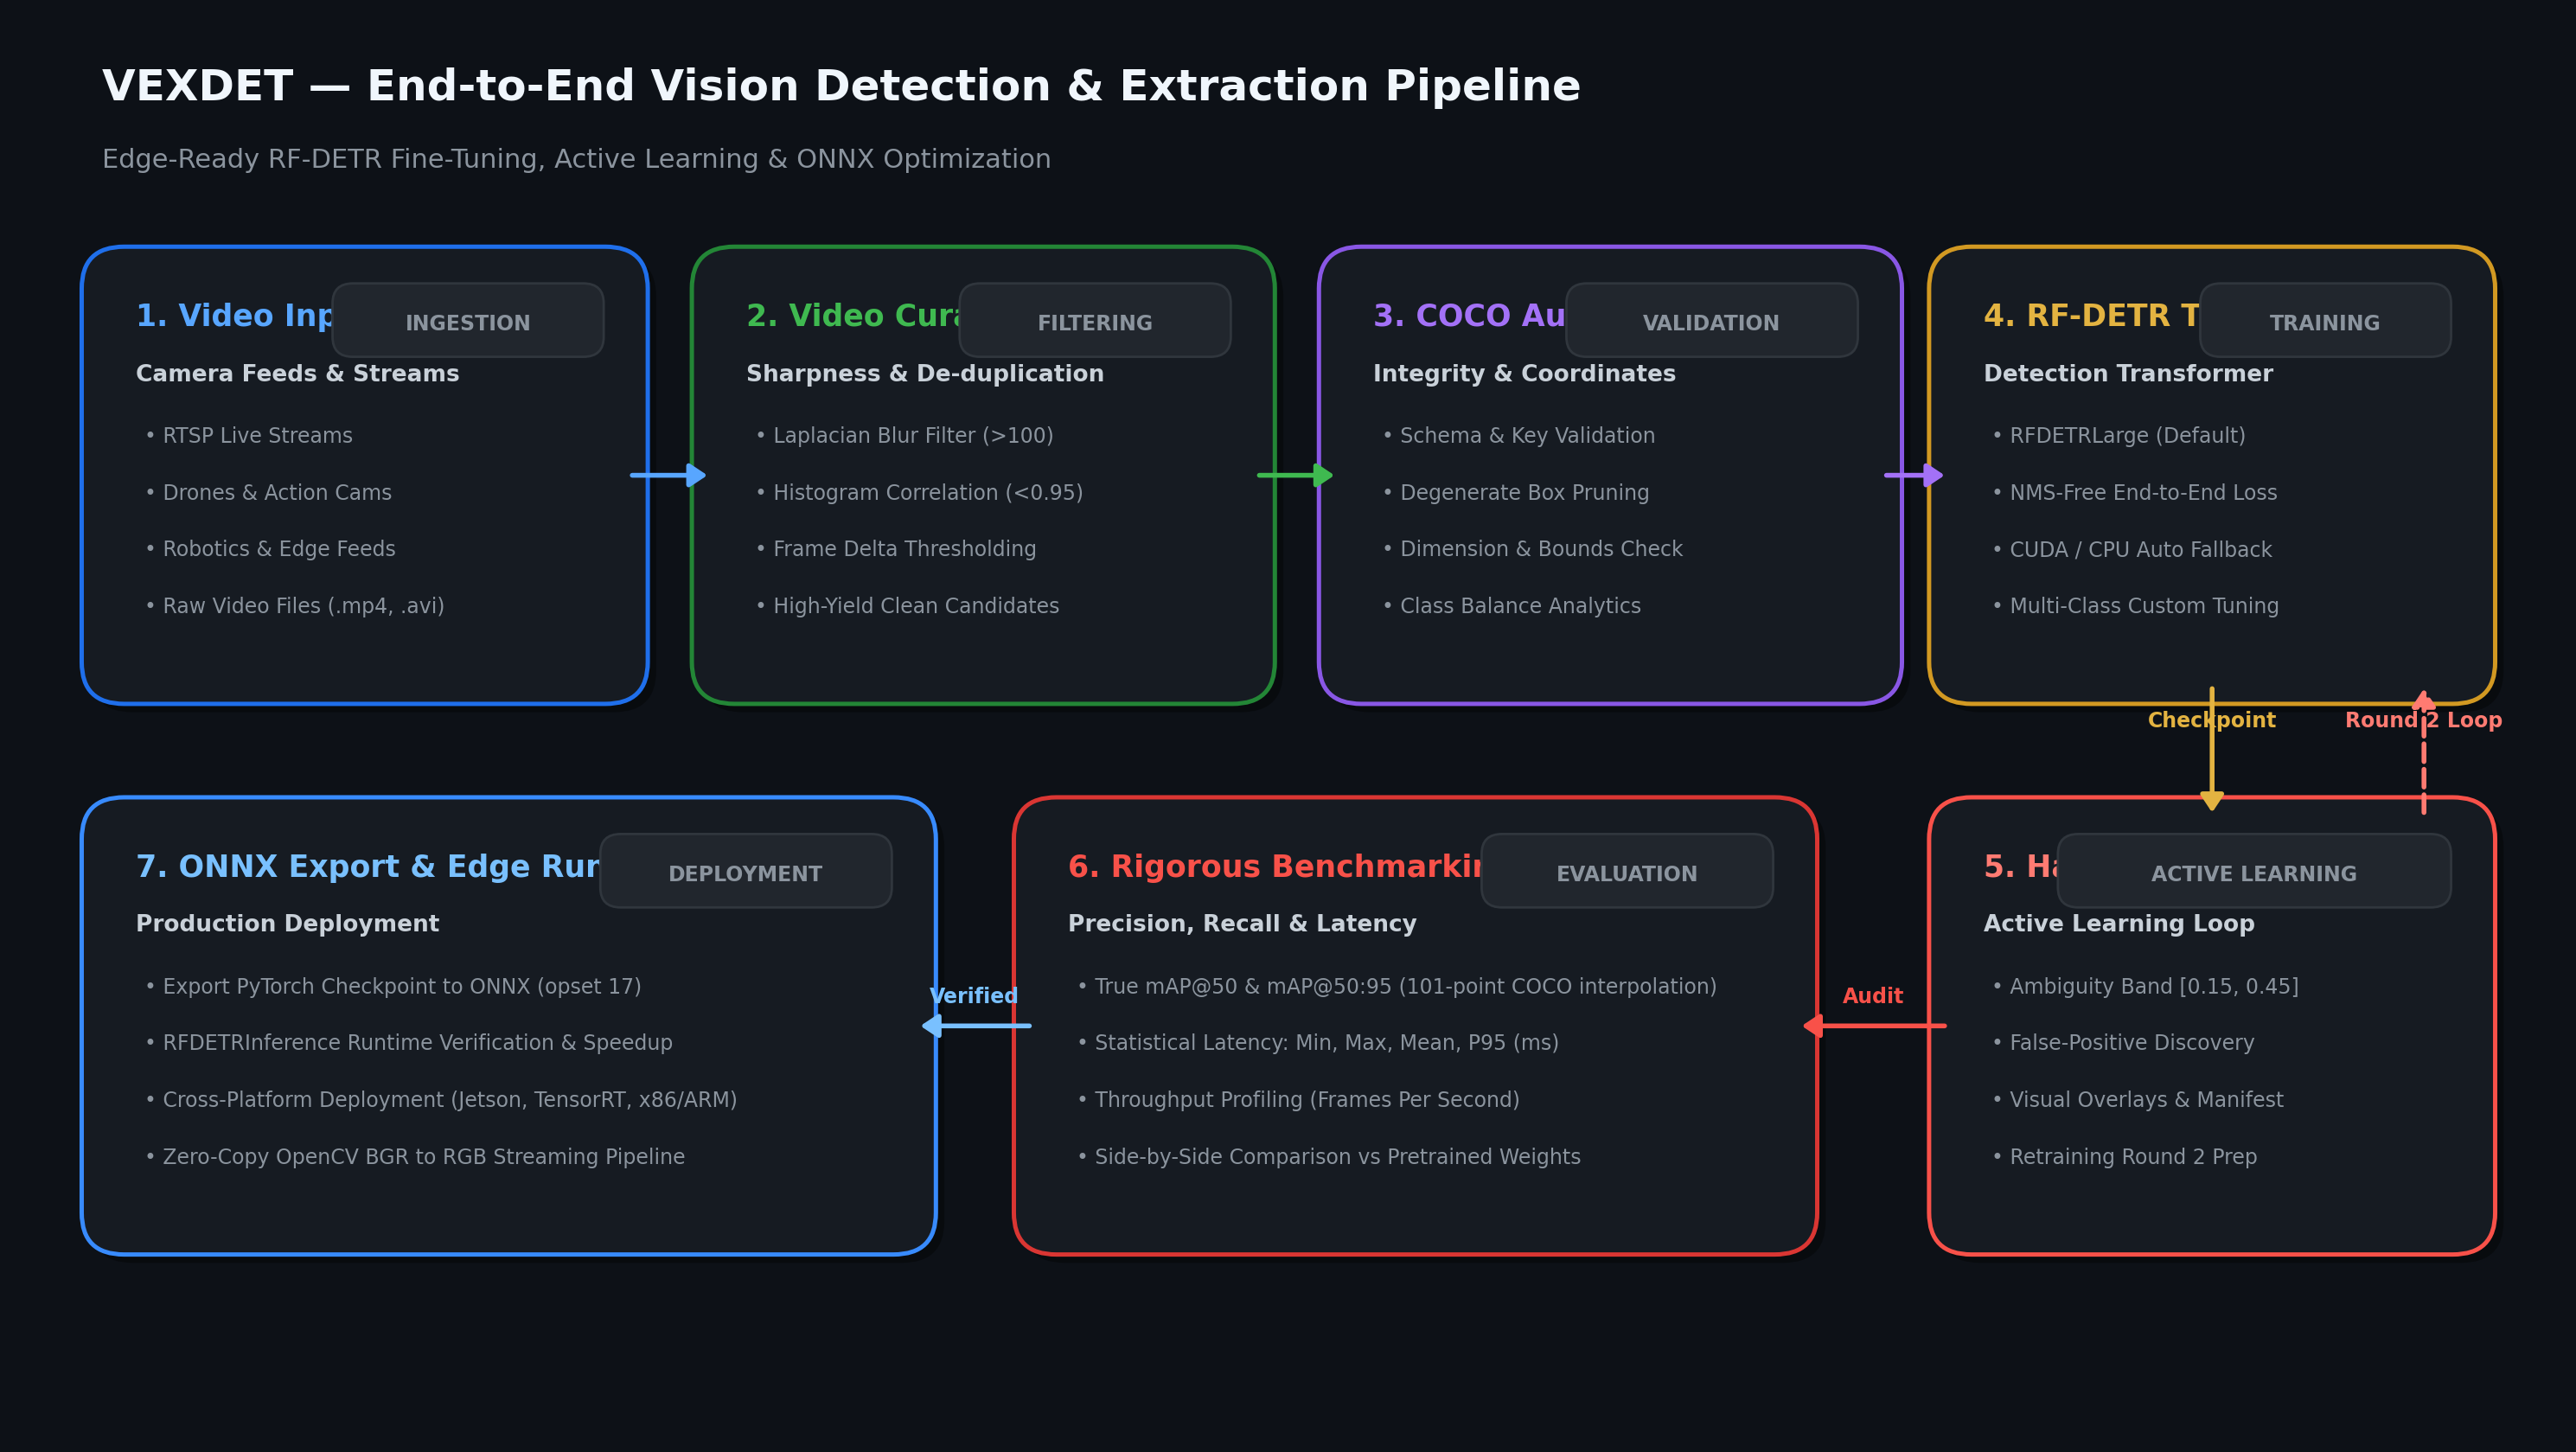 VEXDET — End-to-End Vision Detection & Extraction Pipeline
Edge-Ready RF-DETR Fine-Tuning, Active Learning & ONNX Optimization
1. Video Inp
INGESTION
Camera Feeds & Streams
• RTSP Live Streams
• Drones & Action Cams
• Robotics & Edge Feeds
• Raw Video Files (.mp4, .avi)
2. Video Cura
FILTERING
Sharpness & De-duplication
• Laplacian Blur Filter (>100)
• Histogram Correlation (<0.95)
• Frame Delta Thresholding
• High-Yield Clean Candidates
3. COCO Au
VALIDATION
Integrity & Coordinates
• Schema & Key Validation
• Degenerate Box Pruning
• Dimension & Bounds Check
• Class Balance Analytics
4. RF-DETR T
TRAINING
Detection Transformer
• RFDETRLarge (Default)
• NMS-Free End-to-End Loss
• CUDA / CPU Auto Fallback
• Multi-Class Custom Tuning
Checkpoint
Round 2 Loop
5. Ha
ACTIVE LEARNING
Active Learning Loop
• Ambiguity Band [0.15, 0.45]
• False-Positive Discovery
• Visual Overlays & Manifest
• Retraining Round 2 Prep
Audit
6. Rigorous Benchmarkin
EVALUATION
Precision, Recall & Latency
• True mAP@50 & mAP@50:95 (101-point COCO interpolation)
• Statistical Latency: Min, Max, Mean, P95 (ms)
• Throughput Profiling (Frames Per Second)
• Side-by-Side Comparison vs Pretrained Weights
Verified
7. ONNX Export & Edge Run
DEPLOYMENT
Production Deployment
• Export PyTorch Checkpoint to ONNX (opset 17)
• RFDETRInference Runtime Verification & Speedup
• Cross-Platform Deployment (Jetson, TensorRT, x86/ARM)
• Zero-Copy OpenCV BGR to RGB Streaming Pipeline